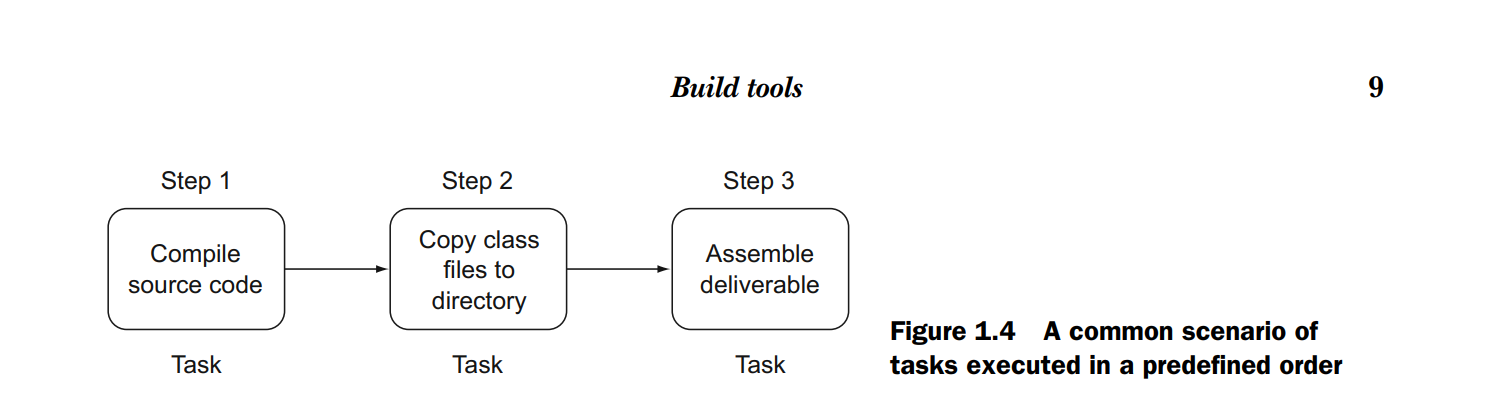 Build tools
9
Step 1
Step 2
Step 3
Compile
source code
Copy class
files to
directory
Assemble
deliverable
Task
Task
Task
Figure 1.4 A common scenario of
tasks executed in a predefined order